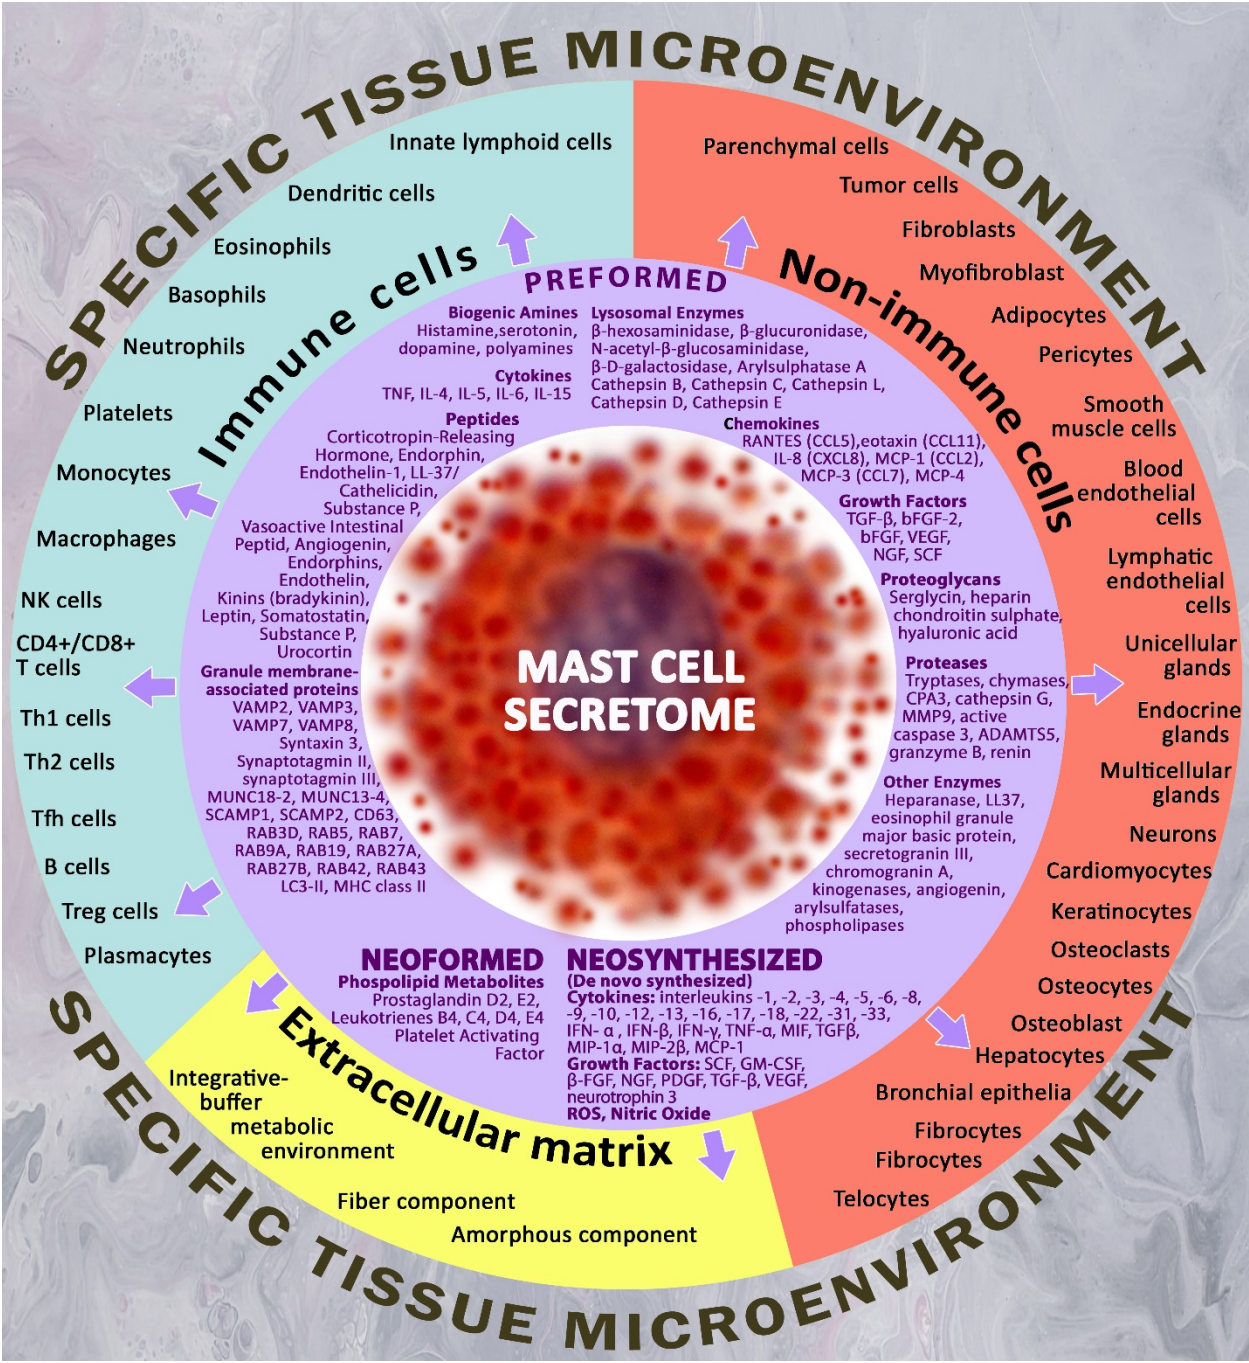 SPECIFIC TISSUE MICROENVIRONMENT
Immune cells
Innate lymphoid cells
Dendritic cells
Eosinophils
Basophils
Neutrophils
Platelets
Monocytes
Macrophages
NK cells
CD4+/CD8+
T cells
Th1 cells
Th2 cells
Tfh cells
B cells
Treg cells
Plasmacytes
Non-immune cells
Parenchymal cells
Tumor cells
Fibroblasts
Myofibroblast
Adipocytes
Pericytes
Smooth
muscle cells
Blood
endothelial
cells
Lymphatic
endothelial
cells
Unicellular
glands
Endocrine
glands
Multicellular
glands
Neurons
Cardiomyocytes
Keratinocytes
Osteoclasts
Osteocytes
Osteoblast
Hepatocytes
Bronchial epithelia
Fibrocytes
Fibrocytes
Telocytes
PREFORMED
Biogenic Amines
Histamine,serotonin,
dopamine, polyamines
Cytokines
TNF, IL-4, IL-5, IL-6, IL-15
Peptides
Corticotropin-Releasing
Hormone, Endorphin,
Endothelin-1, LL-37/
Cathelicidin,
Substance P,
Vasoactive Intestinal
Peptid, Angiogenin,
Endorphins,
Endothelin,
Kinins (bradykinin),
Leptin, Somatostatin,
Substance P,
Urocortin
Granule membrane-
associated proteins
VAMP2, VAMP3,
VAMP7, VAMP8,
Syntaxin 3,
Synaptotagmin II,
synaptotagmin III,
MUNC18-2, MUNC13-4,
SCAMP1, SCAMP2, CD63,
RAB3D, RAB5, RAB7,
RAB9A, RAB19, RAB27A,
RAB27B, RAB42, RAB43
LC3-II, MHC class II
Lysosomal Enzymes
β-hexosaminidase, β-glucuronidase,
N-acetyl-β-glucosaminidase,
β-D-galactosidase, Arylsulphatase A
Cathepsin B, Cathepsin C, Cathepsin L,
Cathepsin D, Cathepsin E
Chemokines
RANTES (CCL5),eotaxin (CCL11),
IL-8 (CXCL8), MCP-1 (CCL2),
MCP-3 (CCL7), MCP-4
Growth Factors
TGF-β, bFGF-2,
bFGF, VEGF,
NGF, SCF
Proteoglycans
Serglycin, heparin
chondroitin sulphate,
hyaluronic acid
Proteases
Tryptases, chymases,
CPA3, cathepsin G,
MMP9, active
caspase 3, ADAMTS5,
granzyme B, renin
Other Enzymes
Heparanase, LL37,
eosinophil granule
major basic protein,
secretogranin III,
chromogranin A,
kinogenases, angiogenin,
arylsulfatases,
phospholipases
MAST CELL
SECRETOME
NEOFORMED
Phospolipid Metabolites
Prostaglandin D2, E2,
Leukotrienes B4, C4, D4, E4
Platelet Activating
Factor
NEOSYNTHESIZED
(De novo synthesized)
Cytokines: interleukins -1, -2, -3, -4, -5, -6, -8,
-9, -10, -12, -13, -16, -17, -18, -22, -31, -33,
IFN- α , IFN-β, IFN-γ, TNF-α, MIF, TGFβ,
MIP-1α, MIP-2β, MCP-1
Growth Factors: SCF, GM-CSF,
β-FGF, NGF, PDGF, TGF-β, VEGF,
neurotrophin 3
ROS, Nitric Oxide
Extracellular matrix
Integrative-
buffer
metabolic
environment
Fiber component
Amorphous component
SPECIFIC TISSUE MICROENVIRONMENT